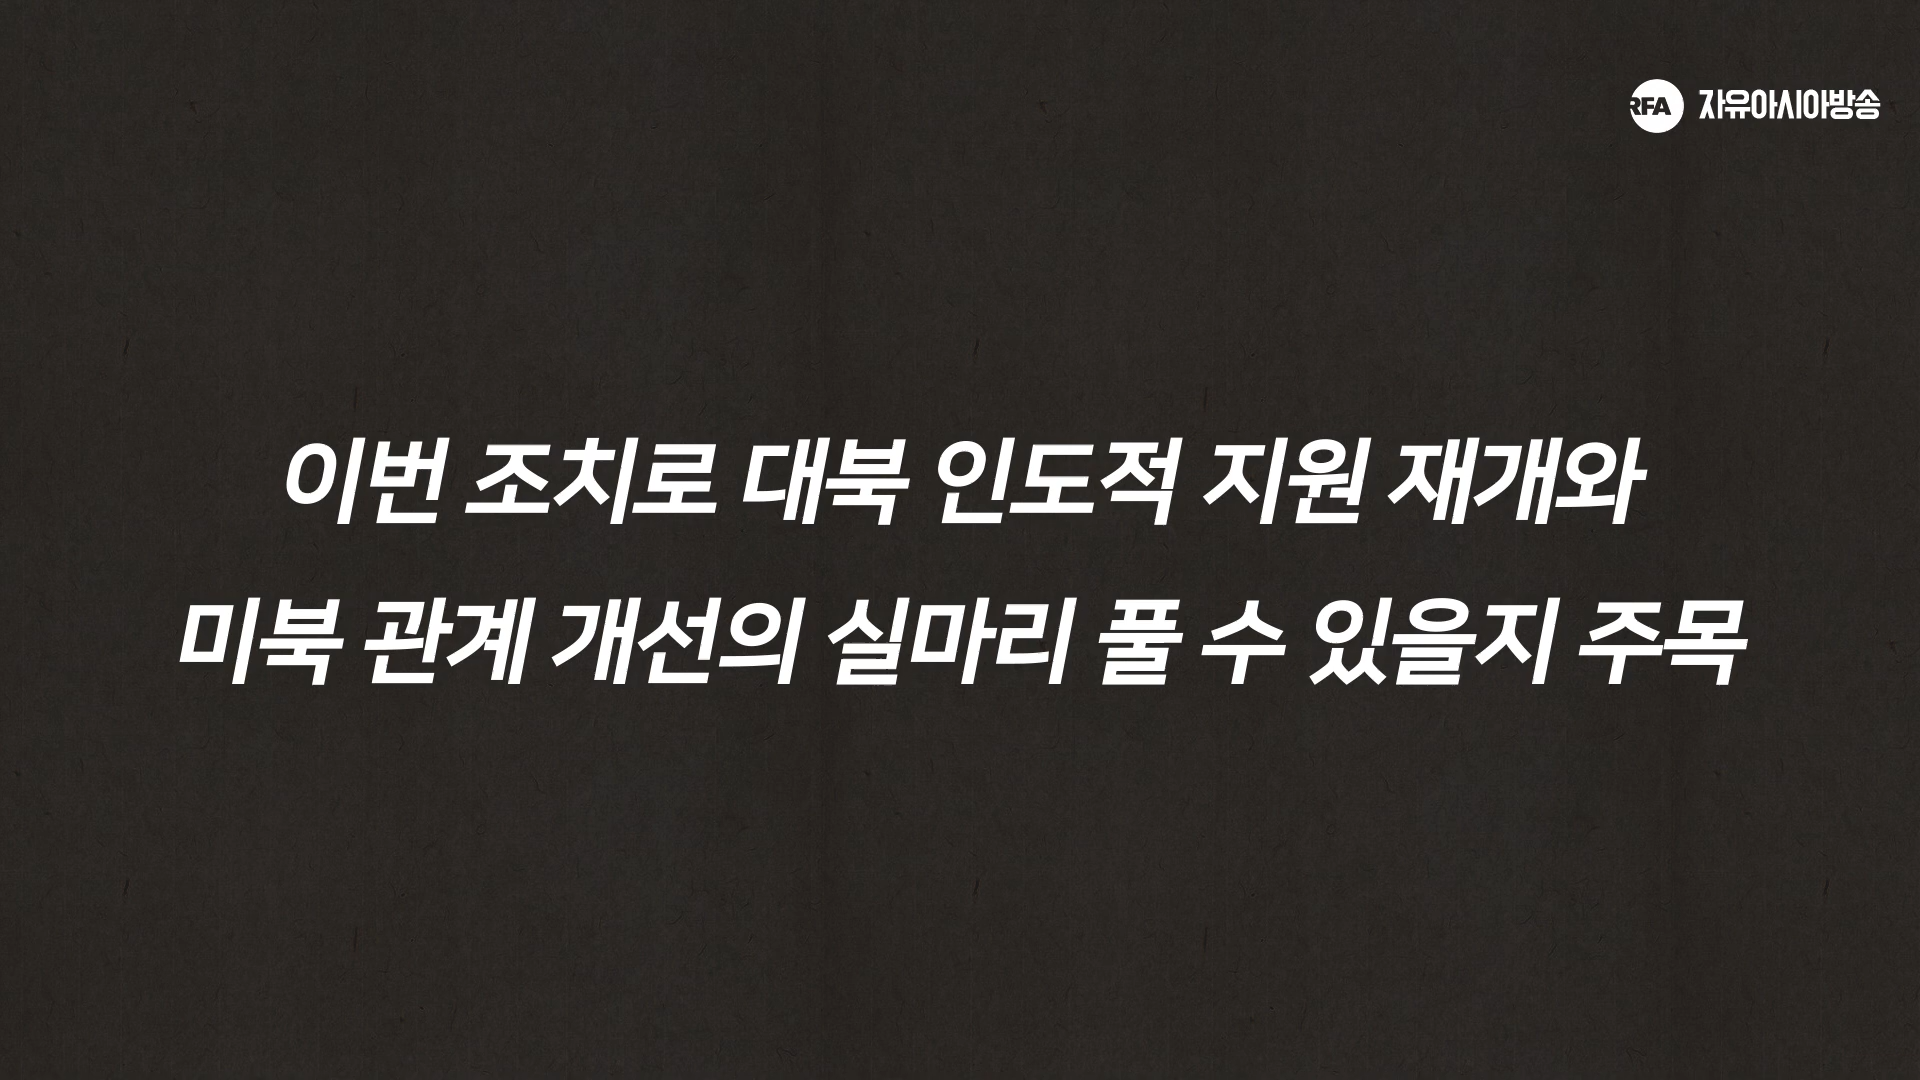 RFA 자유아시아방송
이번 조치로 대북 인도적 지원 재개와
미북 관계 개선의 실마리 풀 수 있을지 주목